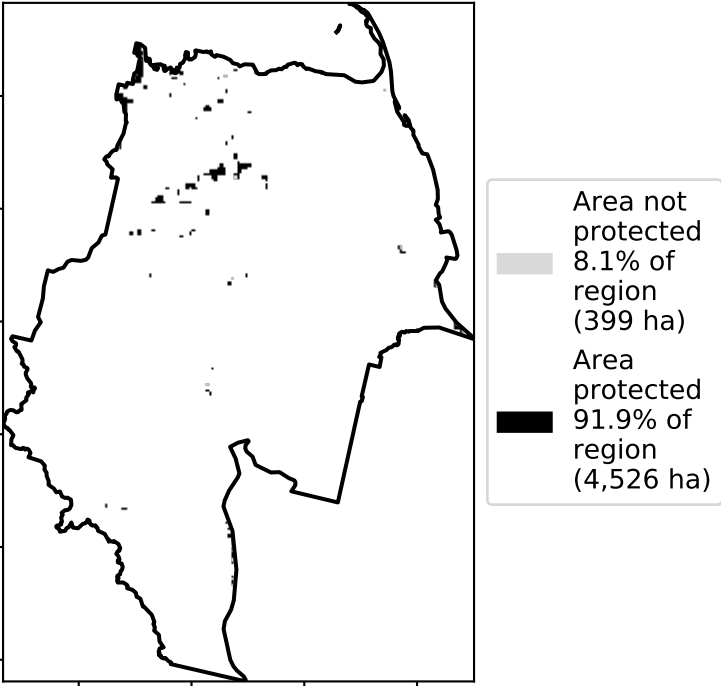 Area not
protected
8.1% of
region
(399 ha)
Area
protected
91.9% of
region
(4,526 ha)